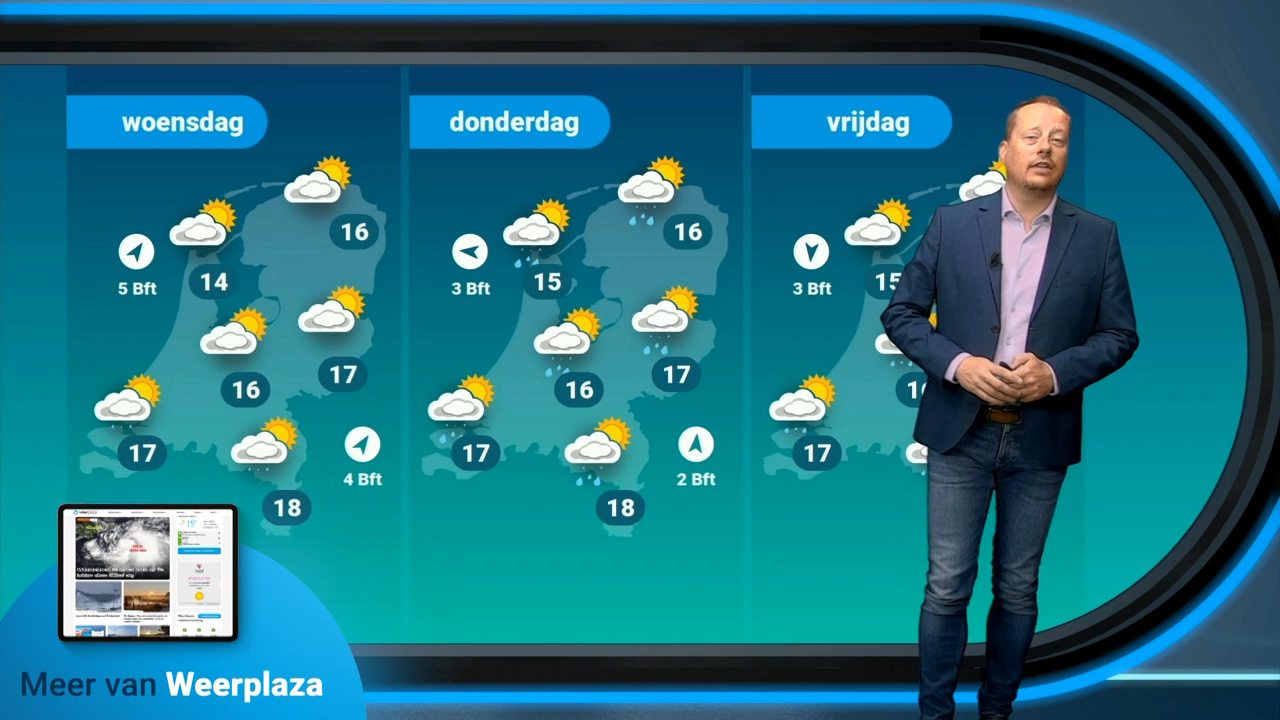 woensdag
16
5 Bft
14
17
16
17
4 Bft
18
donderdag
16
3 Bft
15
17
16
17
2 Bft
18
vrijdag
3 Bft
15
17
Meer van Weerplaza